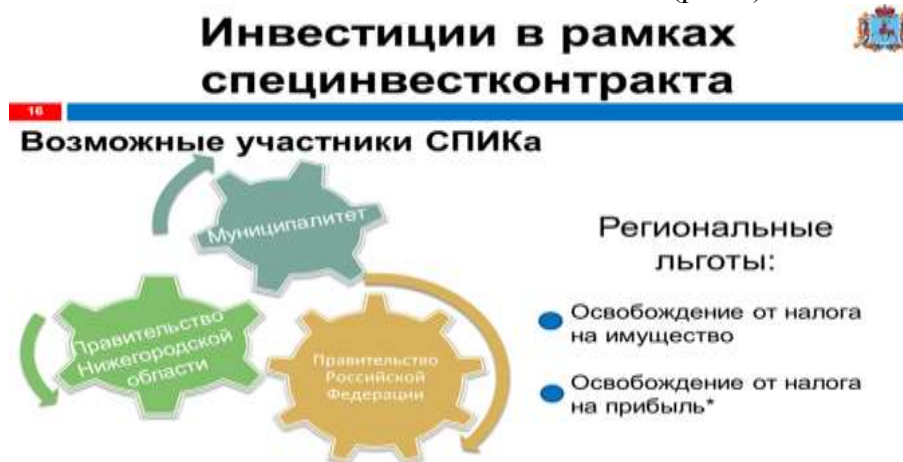 Инвестиции в рамках
специнвестконтракта
16
Возможные участники СПИКа
Муниципалитет
Правительство
Нижегородской
области
Правительство
Российской
Федерации
Региональные
льготы:
Освобождение от налога
на имущество
Освобождение от налога
на прибыль*